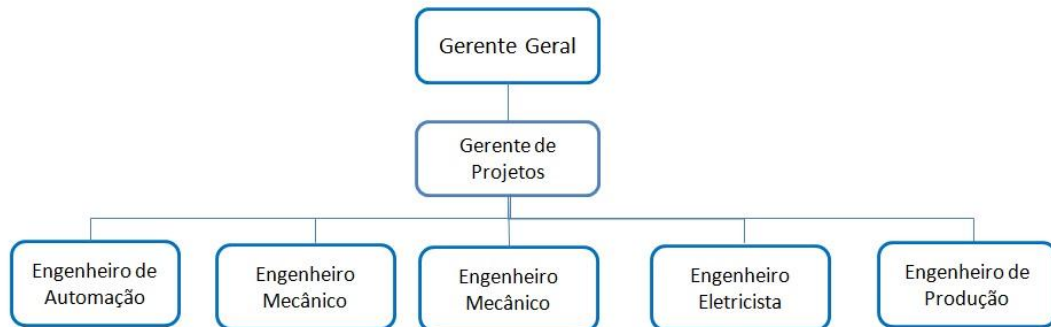 Gerente Geral
Gerente de
Projetos
Engenheiro de
Automação
Engenheiro
Mecânico
Engenheiro
Mecânico
Engenheiro
Eletricista
Engenheiro de
Produção